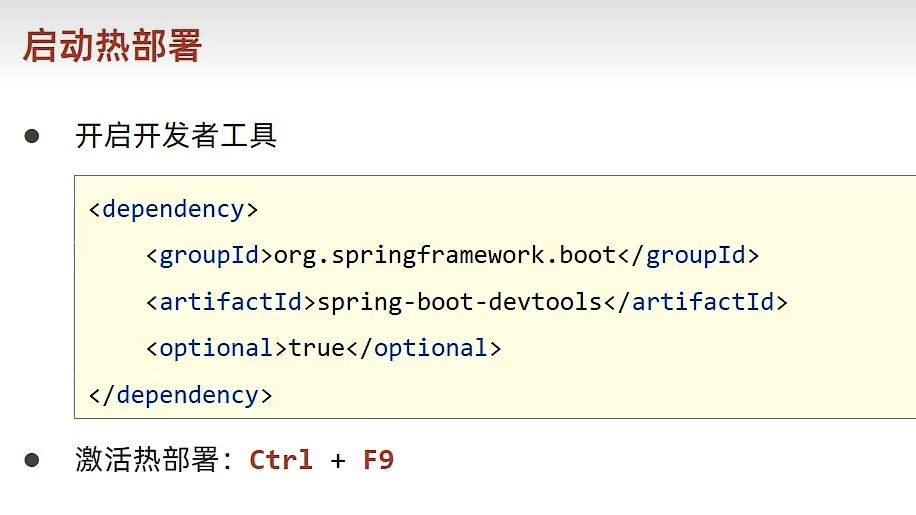 启动热部署
● 开启开发者工具
<dependency>
    <groupId>org.springframework.boot</groupId>
    <artifactId>spring-boot-devtools</artifactId>
    <optional>true</optional>
</dependency>
● 激活热部署：Ctrl + F9